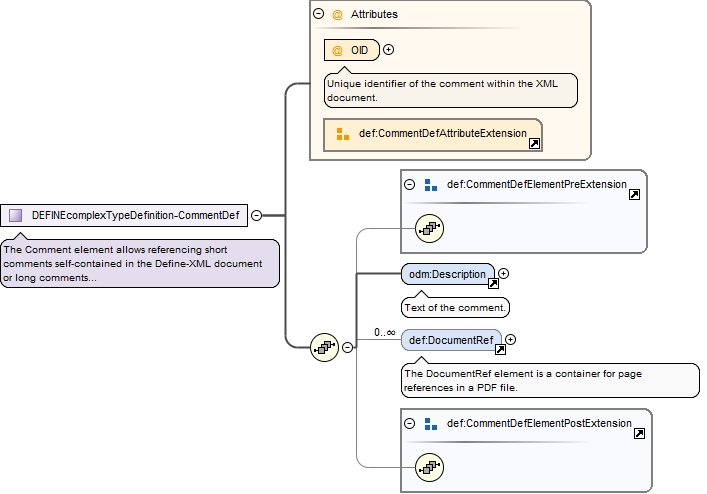 Attributes
@ OID
Unique identifier of the comment within the XML
document.
def:CommentDefAttributeExtension
def:CommentDefElementPreExtension
DEFINEcomplexTypeDefinition-CommentDef
The Comment element allows referencing short
comments self-contained in the Define-XML document
or long comments...
odm:Description
Text of the comment.
0..∞
def:DocumentRef
The DocumentRef element is a container for page
references in a PDF file.
def:CommentDefElementPostExtension